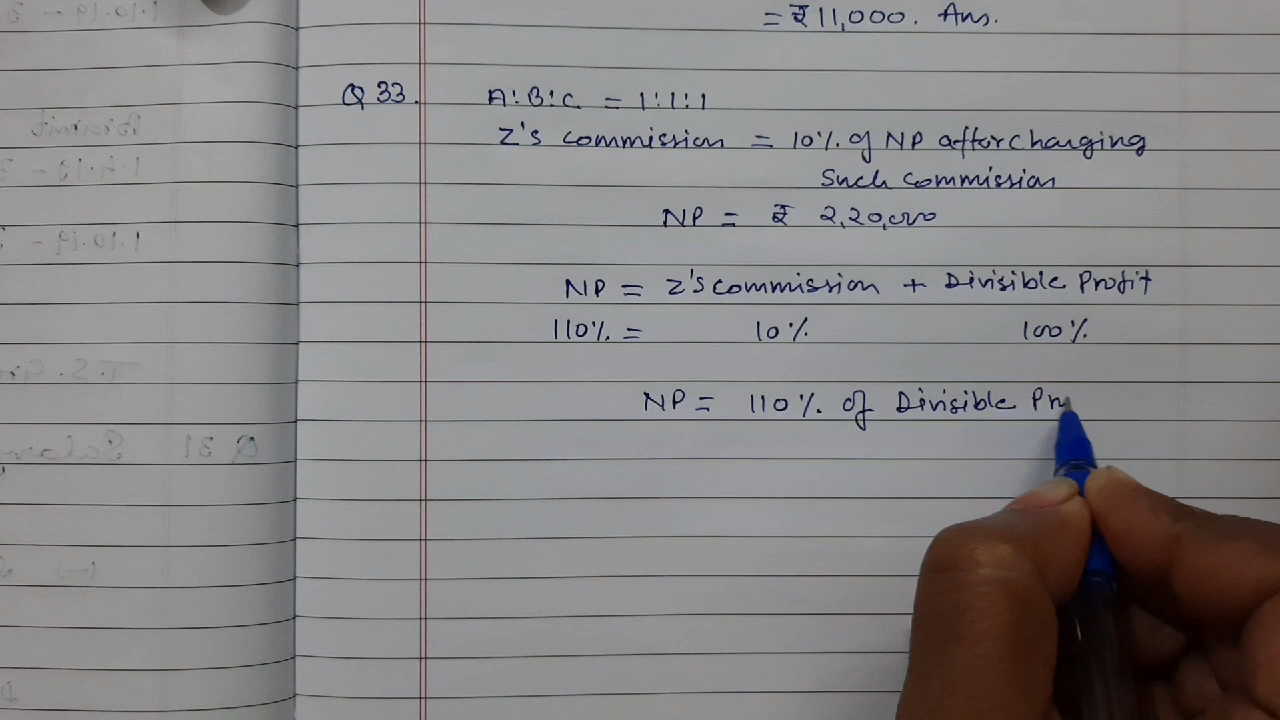 = ₹11,000. Ans.
Q 33. A:B:C = 1:1:1
Z's commission = 10% of NP after charging
Such commission
NP = ₹ 2,20,000
NP = Z's commission + Divisible Profit
110% = 10% 100%
NP = 110% of Divisible Pr